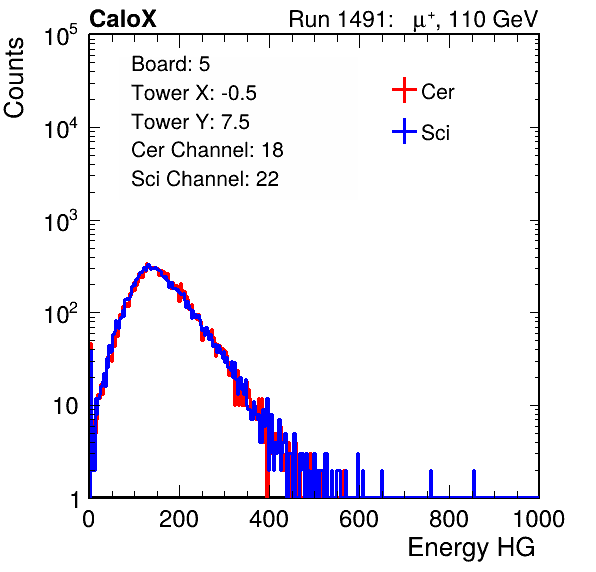 CaloX Run 1491: μ⁺, 110 GeV
Counts
10⁵
10⁴
10³
10²
10
1
Board: 5
Tower X: -0.5
Tower Y: 7.5
Cer Channel: 18
Sci Channel: 22
Cer
Sci
0 200 400 600 800 1000
Energy HG